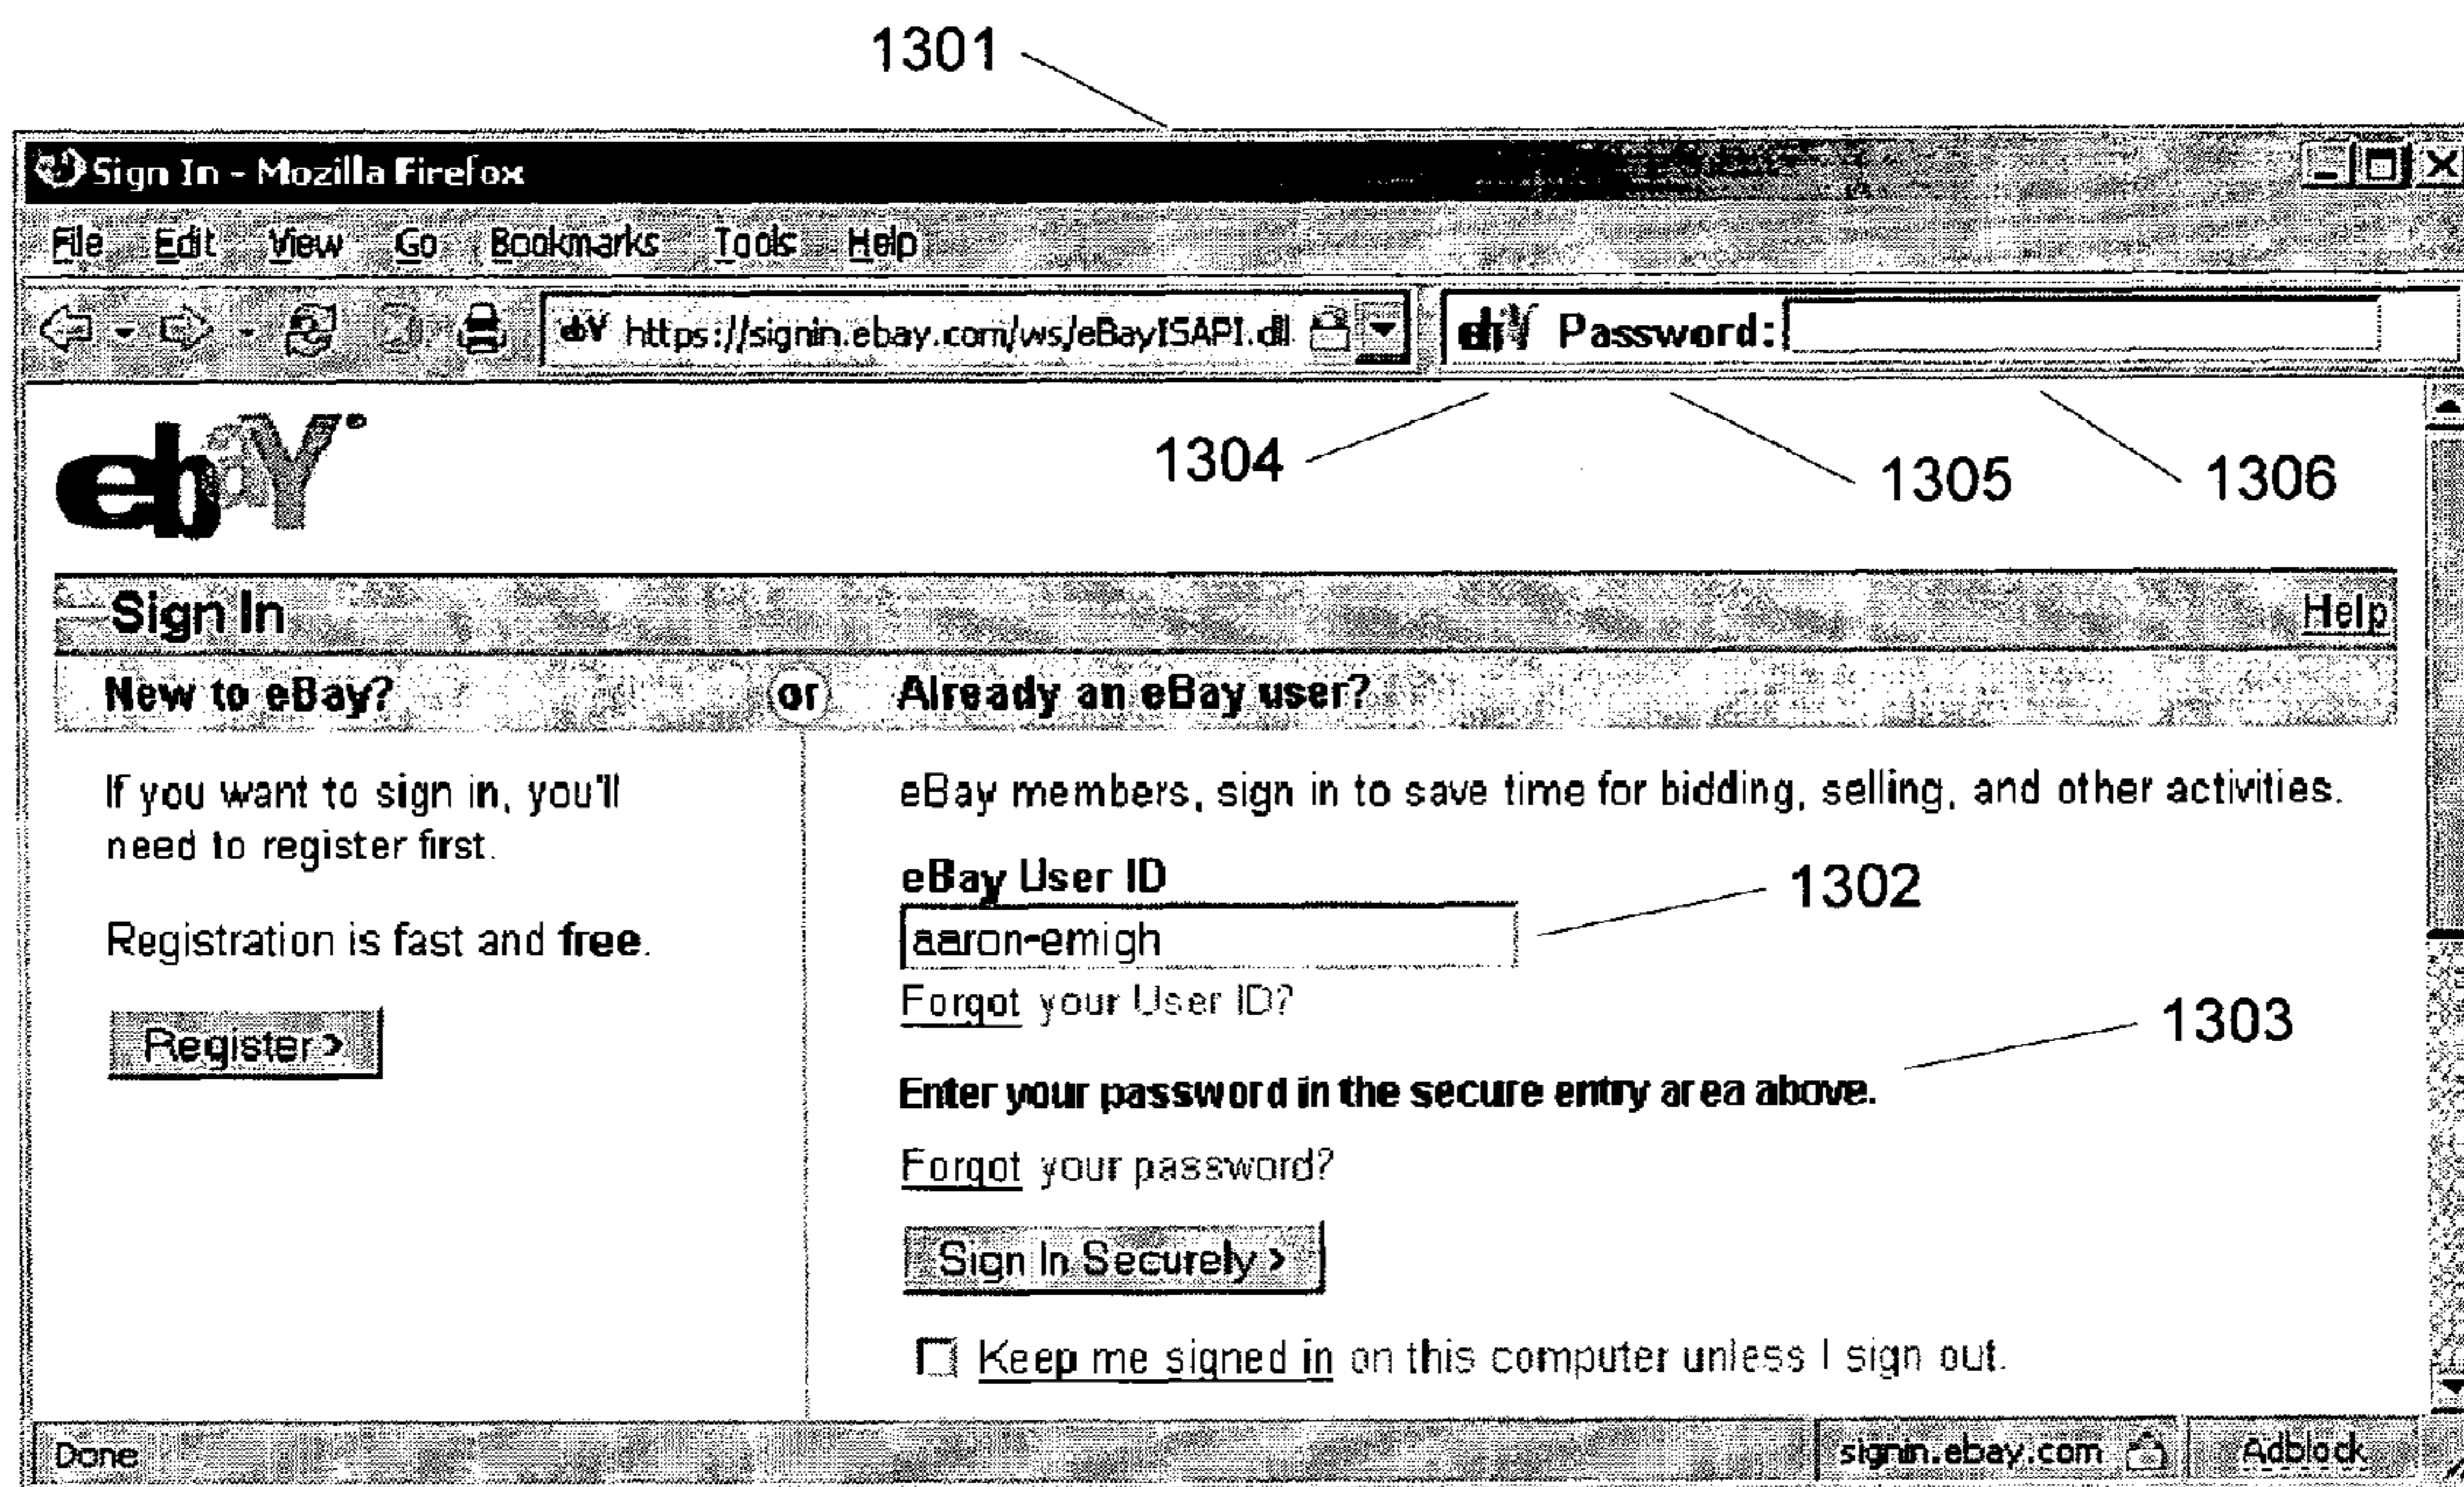 1301
Sign In - Mozilla Firefox
File Edit View Go Bookmarks Tools Help
ebY https://signin.ebay.com/ws/eBayISAPI.dll ebY Password:
ebaY
1304 1305 1306
Sign In Help
New to eBay? or Already an eBay user?
If you want to sign in, you'll
need to register first.
Registration is fast and free.
Register >
eBay members, sign in to save time for bidding, selling, and other activities.
eBay User ID
1302
aaron-emigh
Forgot your User ID?
1303
Enter your password in the secure entry area above.
Forgot your password?
Sign In Securely >
Keep me signed in on this computer unless I sign out.
Done signin.ebay.com Adblock